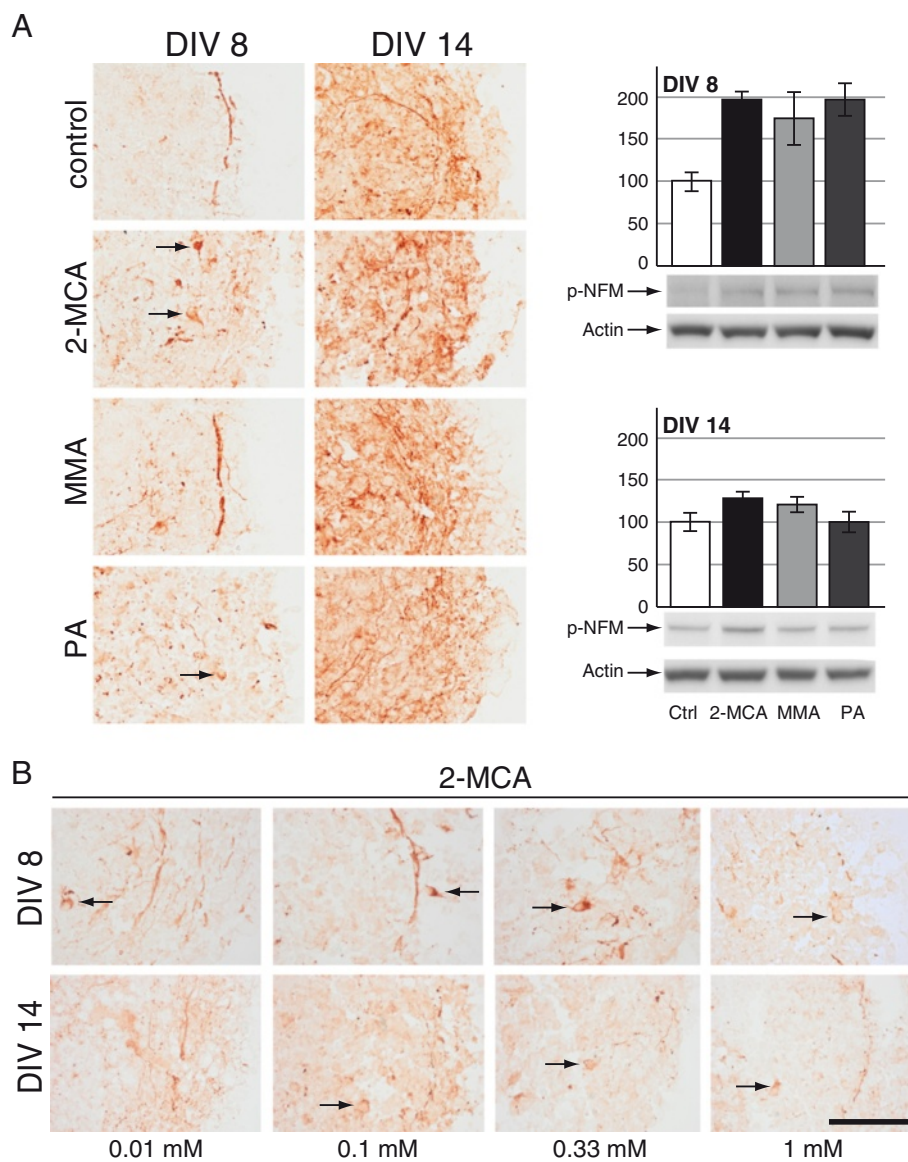 A
DIV 8 DIV 14
control
2-MCA
MMA
PA
DIV 8
200
150
100
50
0
p-NFM
Actin
DIV 14
200
150
100
50
0
p-NFM
Actin
Ctrl 2-MCA MMA PA
B
2-MCA
DIV 8
DIV 14
0.01 mM 0.1 mM 0.33 mM 1 mM